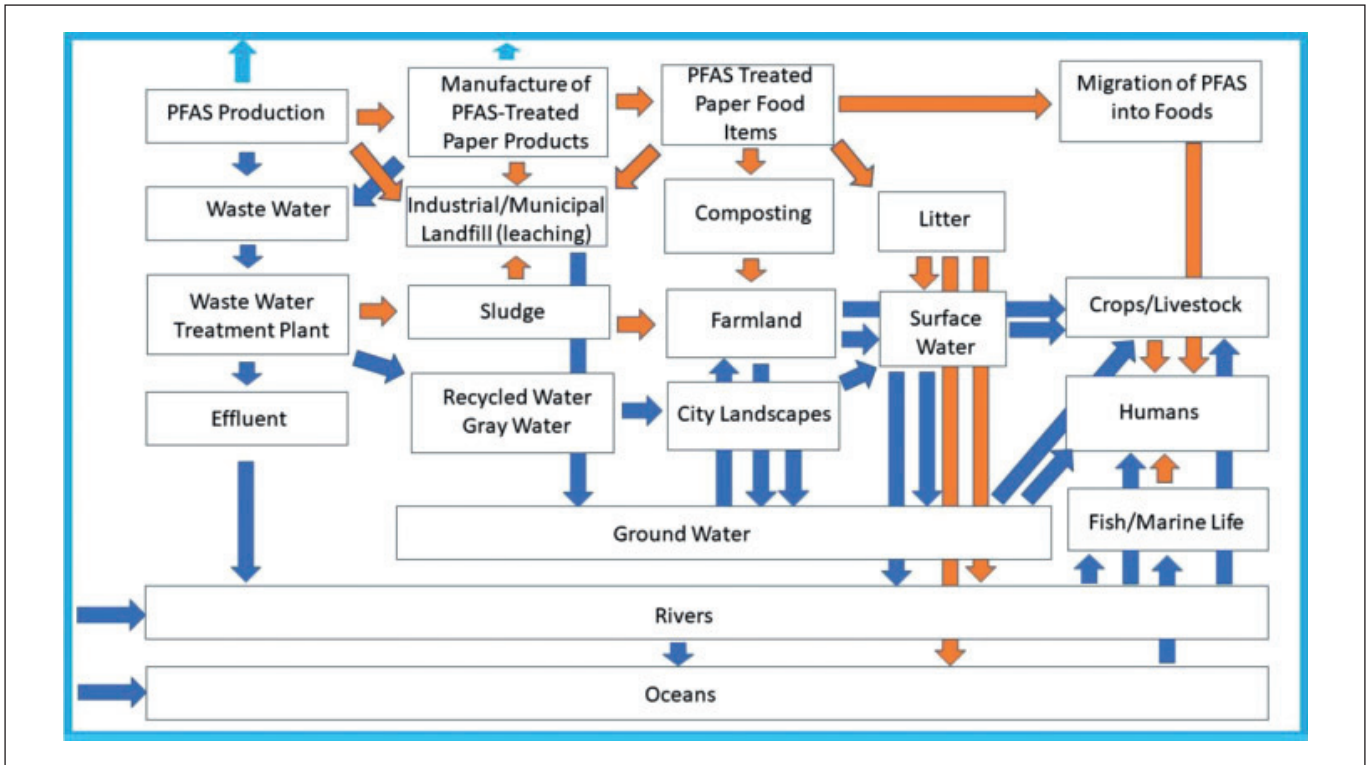 PFAS Production
Manufacture of
PFAS-Treated
Paper Products
PFAS Treated
Paper Food
Items
Migration of PFAS
into Foods
Waste Water
Industrial/Municipal
Landfill (leaching)
Composting
Litter
Waste Water
Treatment Plant
Sludge
Farmland
Surface
Water
Crops/Livestock
Effluent
Recycled Water
Gray Water
City Landscapes
Humans
Ground Water
Fish/Marine Life
Rivers
Oceans